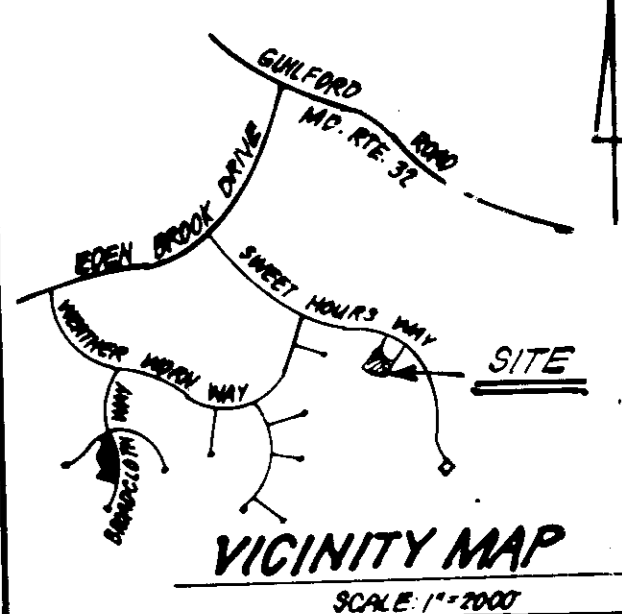 GUILFORD ROAD
MD. RTE. 32
EDEN BROOK DRIVE
SWEET HOURS WAY
WEATHER WORN WAY
SITE
BROADCLOTH WAY
VICINITY MAP
SCALE: 1"=2000'